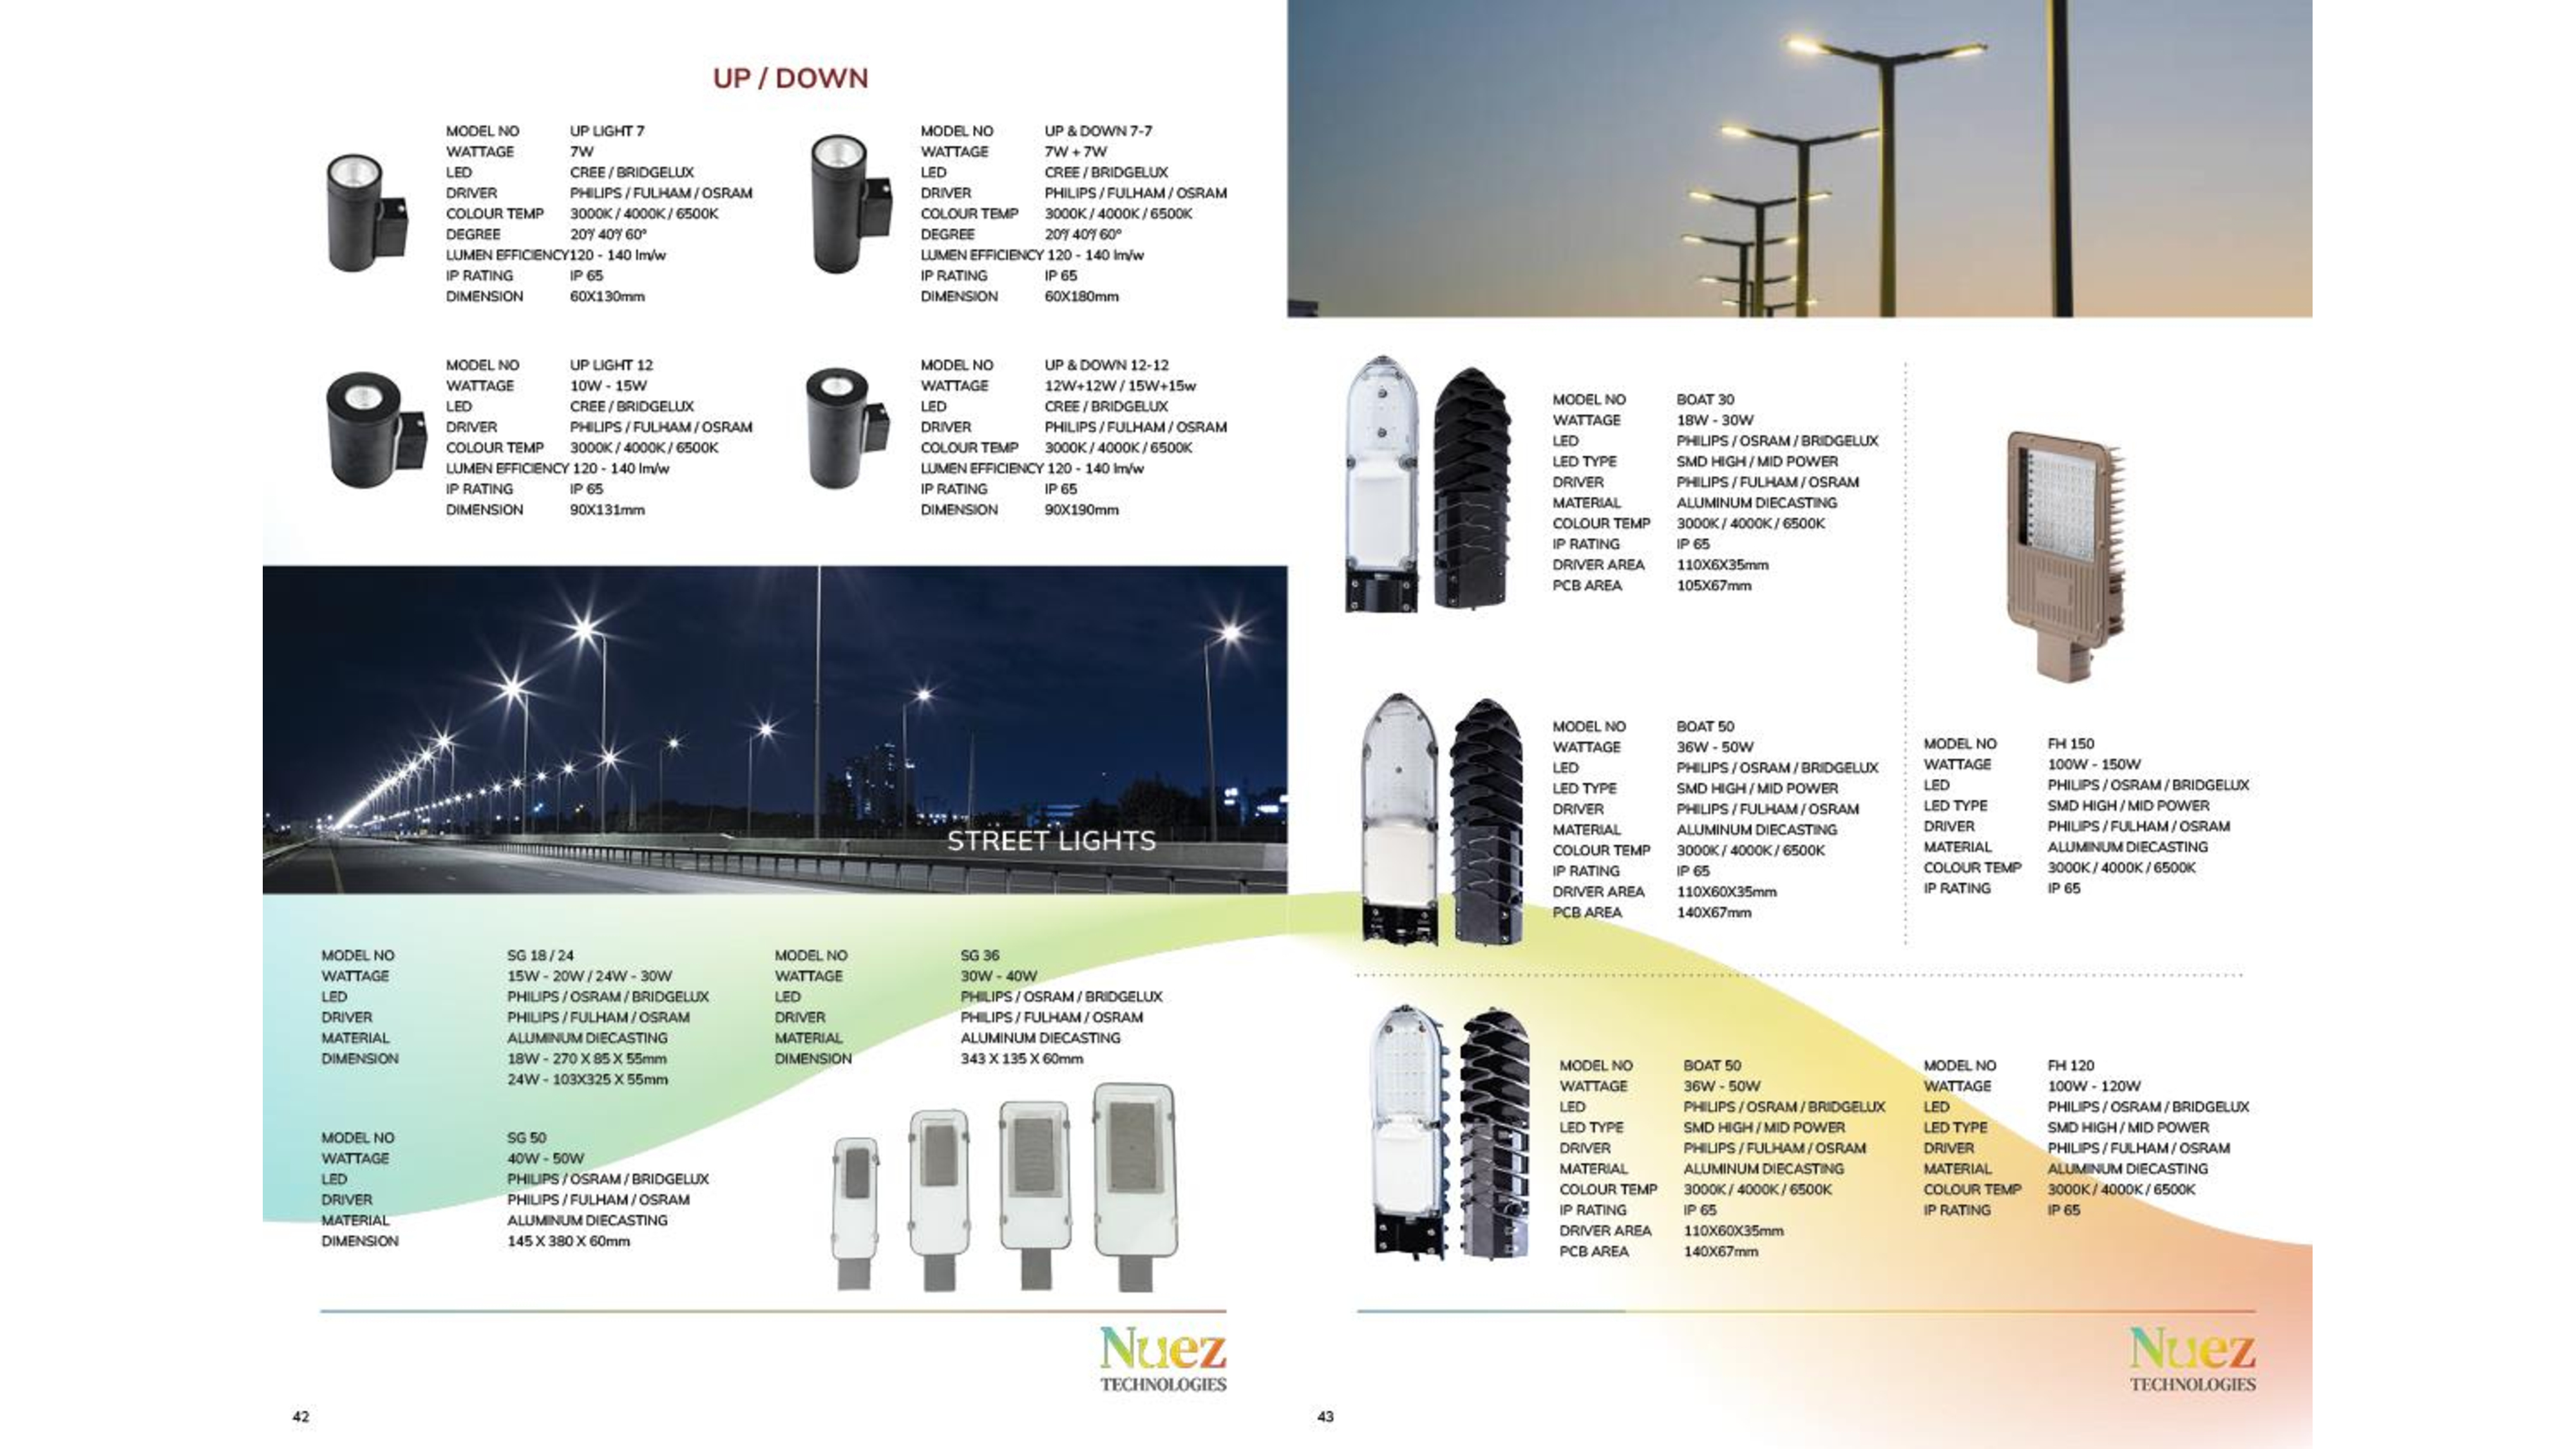 UP / DOWN
MODEL NO UP LIGHT 7
WATTAGE 7W
LED CREE / BRIDGELUX
DRIVER PHILIPS / FULHAM / OSRAM
COLOUR TEMP 3000K / 4000K / 6500K
DEGREE 20°/ 40°/ 60°
LUMEN EFFICIENCY 120 - 140 lm/w
IP RATING IP 65
DIMENSION 60X130mm
MODEL NO UP & DOWN 7-7
WATTAGE 7W + 7W
LED CREE / BRIDGELUX
DRIVER PHILIPS / FULHAM / OSRAM
COLOUR TEMP 3000K / 4000K / 6500K
DEGREE 20°/ 40°/ 60°
LUMEN EFFICIENCY 120 - 140 lm/w
IP RATING IP 65
DIMENSION 60X180mm
MODEL NO UP LIGHT 12
WATTAGE 10W - 15W
LED CREE / BRIDGELUX
DRIVER PHILIPS / FULHAM / OSRAM
COLOUR TEMP 3000K / 4000K / 6500K
LUMEN EFFICIENCY 120 - 140 lm/w
IP RATING IP 65
DIMENSION 90X131mm
MODEL NO UP & DOWN 12-12
WATTAGE 12W+12W / 15W+15w
LED CREE / BRIDGELUX
DRIVER PHILIPS / FULHAM / OSRAM
COLOUR TEMP 3000K / 4000K / 6500K
LUMEN EFFICIENCY 120 - 140 lm/w
IP RATING IP 65
DIMENSION 90X190mm
STREET LIGHTS
MODEL NO SG 18 / 24
WATTAGE 15W - 20W / 24W - 30W
LED PHILIPS / OSRAM / BRIDGELUX
DRIVER PHILIPS / FULHAM / OSRAM
MATERIAL ALUMINUM DIECASTING
DIMENSION 18W - 270 X 85 X 55mm
24W - 103X325 X 55mm
MODEL NO SG 36
WATTAGE 30W - 40W
LED PHILIPS / OSRAM / BRIDGELUX
DRIVER PHILIPS / FULHAM / OSRAM
MATERIAL ALUMINUM DIECASTING
DIMENSION 343 X 135 X 60mm
MODEL NO SG 50
WATTAGE 40W - 50W
LED PHILIPS / OSRAM / BRIDGELUX
DRIVER PHILIPS / FULHAM / OSRAM
MATERIAL ALUMINUM DIECASTING
DIMENSION 145 X 380 X 60mm
Nuez
TECHNOLOGIES
42
MODEL NO BOAT 30
WATTAGE 18W - 30W
LED PHILIPS / OSRAM / BRIDGELUX
LED TYPE SMD HIGH / MID POWER
DRIVER PHILIPS / FULHAM / OSRAM
MATERIAL ALUMINUM DIECASTING
COLOUR TEMP 3000K / 4000K / 6500K
IP RATING IP 65
DRIVER AREA 110X6X35mm
PCB AREA 105X67mm
MODEL NO BOAT 50
WATTAGE 36W - 50W
LED PHILIPS / OSRAM / BRIDGELUX
LED TYPE SMD HIGH / MID POWER
DRIVER PHILIPS / FULHAM / OSRAM
MATERIAL ALUMINUM DIECASTING
COLOUR TEMP 3000K / 4000K / 6500K
IP RATING IP 65
DRIVER AREA 110X60X35mm
PCB AREA 140X67mm
MODEL NO FH 150
WATTAGE 100W - 150W
LED PHILIPS / OSRAM / BRIDGELUX
LED TYPE SMD HIGH / MID POWER
DRIVER PHILIPS / FULHAM / OSRAM
MATERIAL ALUMINUM DIECASTING
COLOUR TEMP 3000K / 4000K / 6500K
IP RATING IP 65
MODEL NO BOAT 50
WATTAGE 36W - 50W
LED PHILIPS / OSRAM / BRIDGELUX
LED TYPE SMD HIGH / MID POWER
DRIVER PHILIPS / FULHAM / OSRAM
MATERIAL ALUMINUM DIECASTING
COLOUR TEMP 3000K / 4000K / 6500K
IP RATING IP 65
DRIVER AREA 110X60X35mm
PCB AREA 140X67mm
MODEL NO FH 120
WATTAGE 100W - 120W
LED PHILIPS / OSRAM / BRIDGELUX
LED TYPE SMD HIGH / MID POWER
DRIVER PHILIPS / FULHAM / OSRAM
MATERIAL ALUMINUM DIECASTING
COLOUR TEMP 3000K / 4000K / 6500K
IP RATING IP 65
Nuez
TECHNOLOGIES
43